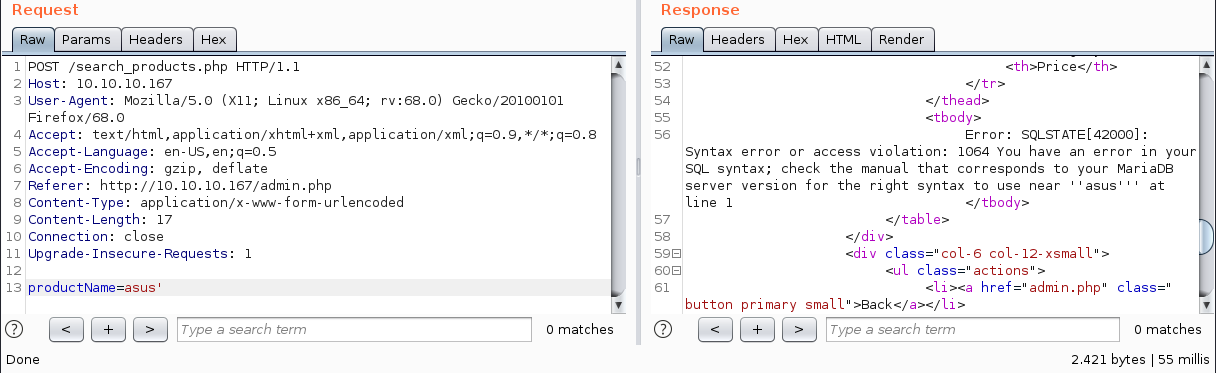 Request
Raw Params Headers Hex
1 POST /search_products.php HTTP/1.1
2 Host: 10.10.10.167
3 User-Agent: Mozilla/5.0 (X11; Linux x86_64; rv:68.0) Gecko/20100101
Firefox/68.0
4 Accept: text/html,application/xhtml+xml,application/xml;q=0.9,*/*;q=0.8
5 Accept-Language: en-US,en;q=0.5
6 Accept-Encoding: gzip, deflate
7 Referer: http://10.10.10.167/admin.php
8 Content-Type: application/x-www-form-urlencoded
9 Content-Length: 17
10 Connection: close
11 Upgrade-Insecure-Requests: 1
12
13 productName=asus'
? < + > Type a search term 0 matches
Done
Response
Raw Headers Hex HTML Render
52 <th>Price</th>
53 </tr>
54 </thead>
55 <tbody>
56 Error: SQLSTATE[42000]:
Syntax error or access violation: 1064 You have an error in your
SQL syntax; check the manual that corresponds to your MariaDB
server version for the right syntax to use near ''asus''' at
line 1 </tbody>
57 </table>
58 </div>
59 <div class="col-6 col-12-xsmall">
60 <ul class="actions">
61 <li><a href="admin.php" class="
button primary small">Back</a></li>
? < + > Type a search term 0 matches
2.421 bytes | 55 millis